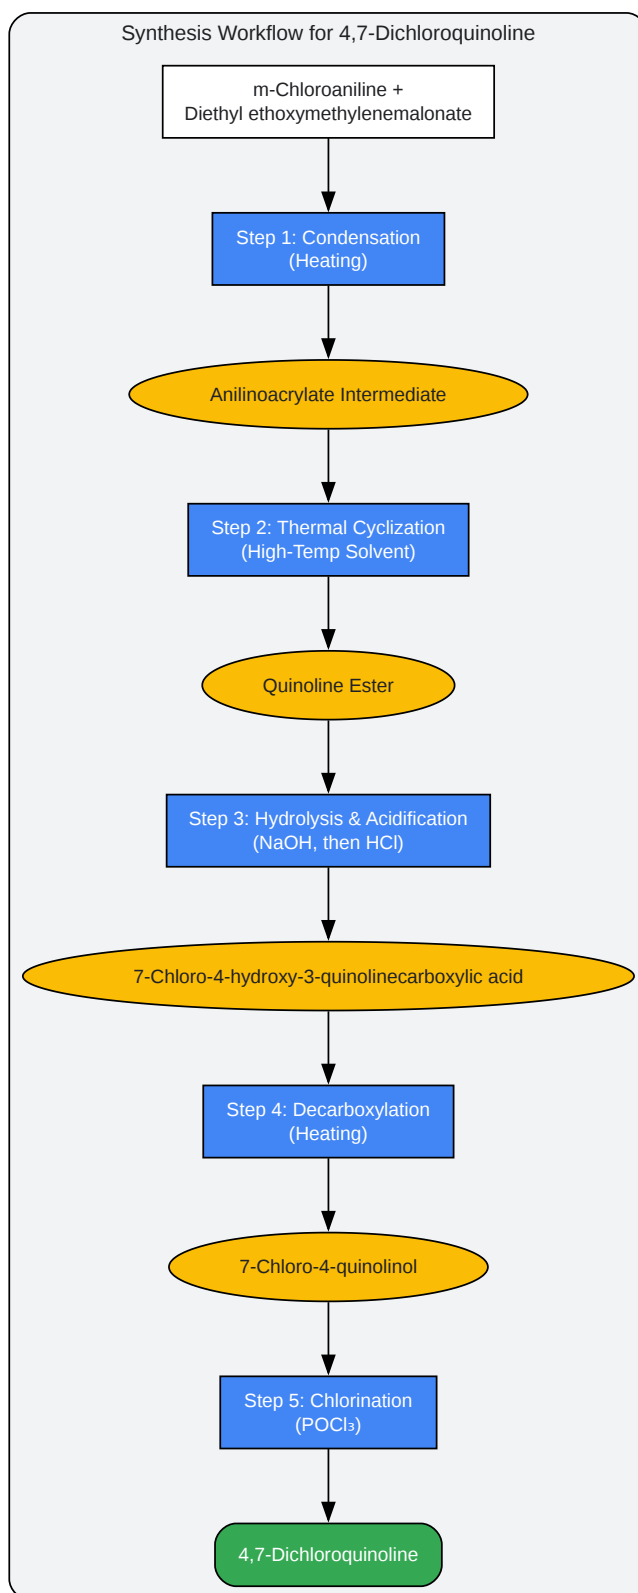 Synthesis Workflow for 4,7-Dichloroquinoline
m-Chloroaniline +
Diethyl ethoxymethylenemalonate
Step 1: Condensation
(Heating)
Anilinoacrylate Intermediate
Step 2: Thermal Cyclization
(High-Temp Solvent)
Quinoline Ester
Step 3: Hydrolysis & Acidification
(NaOH, then HCl)
7-Chloro-4-hydroxy-3-quinolinecarboxylic acid
Step 4: Decarboxylation
(Heating)
7-Chloro-4-quinolinol
Step 5: Chlorination
(POCl₃)
4,7-Dichloroquinoline